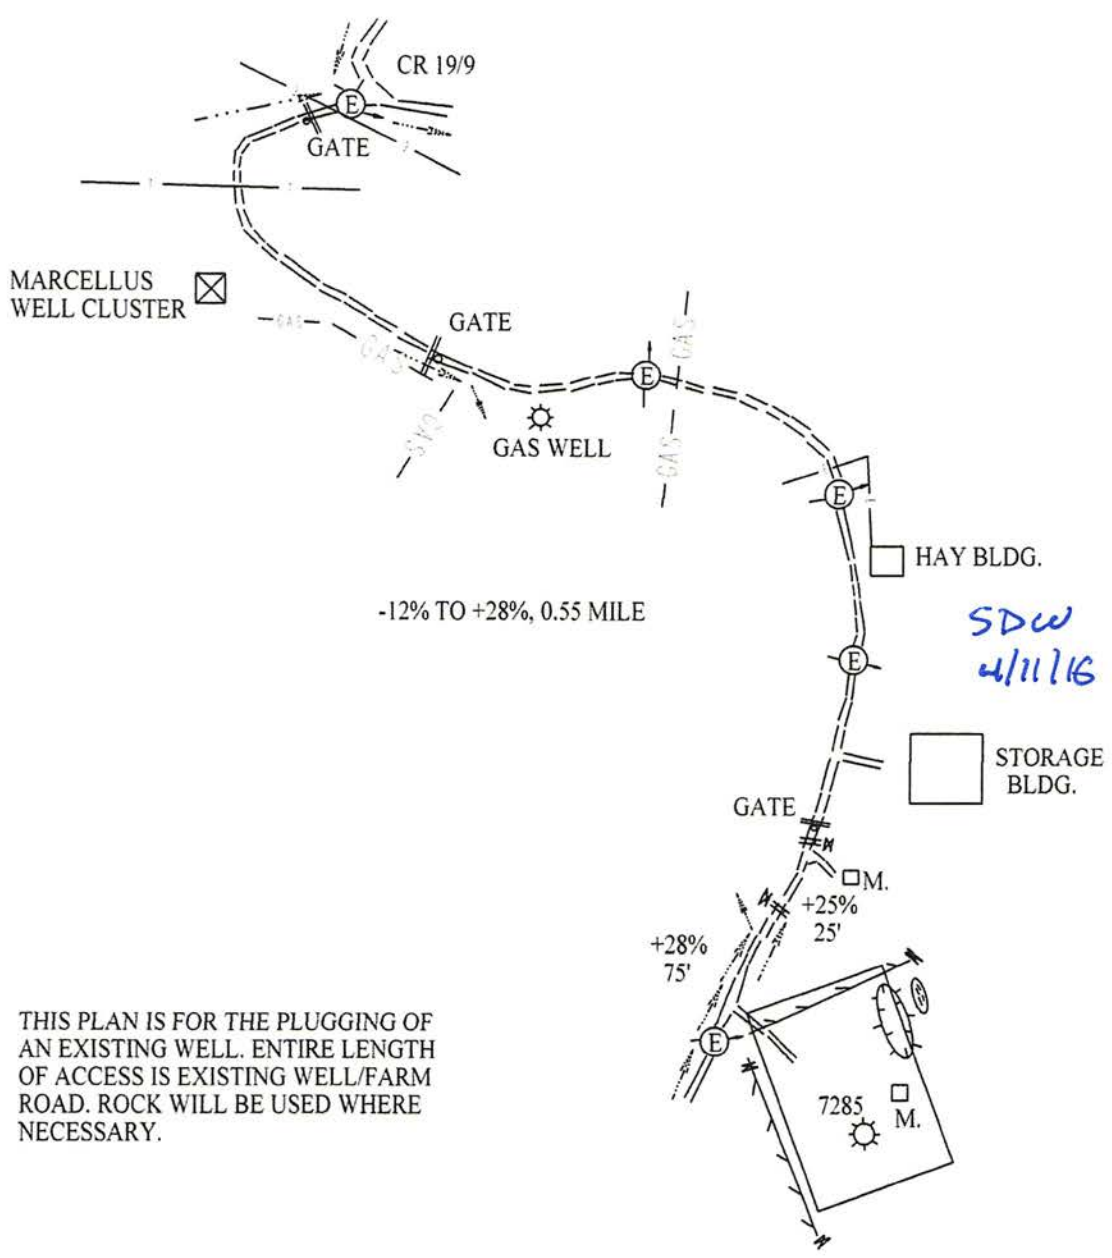 CR 19/9
E
GATE
MARCELLUS
WELL CLUSTER
GATE
GAS
GAS
GAS
GAS
GAS
E
GAS WELL
E
HAY BLDG.
-12% TO +28%, 0.55 MILE
SDW
4/11/16
E
STORAGE
BLDG.
GATE
M.
+25%
25'
+28%
75'
E
THIS PLAN IS FOR THE PLUGGING OF
AN EXISTING WELL. ENTIRE LENGTH
OF ACCESS IS EXISTING WELL/FARM
ROAD. ROCK WILL BE USED WHERE
NECESSARY.
7285
M.